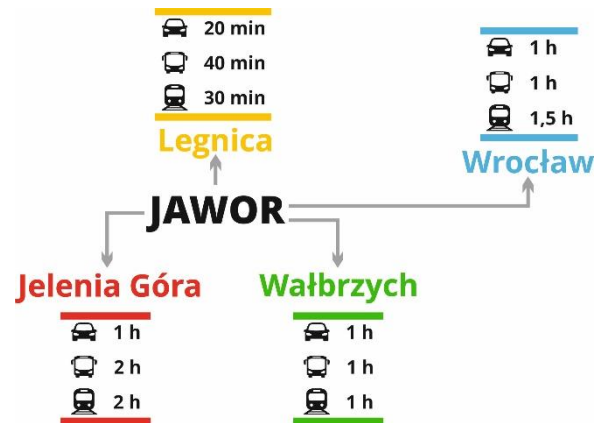 20 min
40 min
30 min
Legnica
1 h
1 h
1,5 h
Wrocław
JAWOR
Jelenia Góra
1 h
2 h
2 h
Wałbrzych
1 h
1 h
1 h